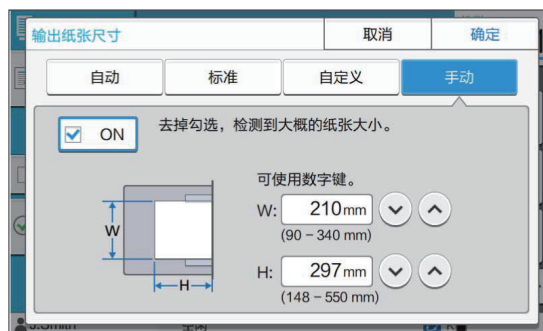 输出纸张尺寸 取消 确定
自动 标准 自定义 手动
ON 去掉勾选，检测到大概的纸张大小。
可使用数字键。
W: 210mm
(90 – 340 mm)
W
H: 297mm
H
(148 – 550 mm)
J.Smith